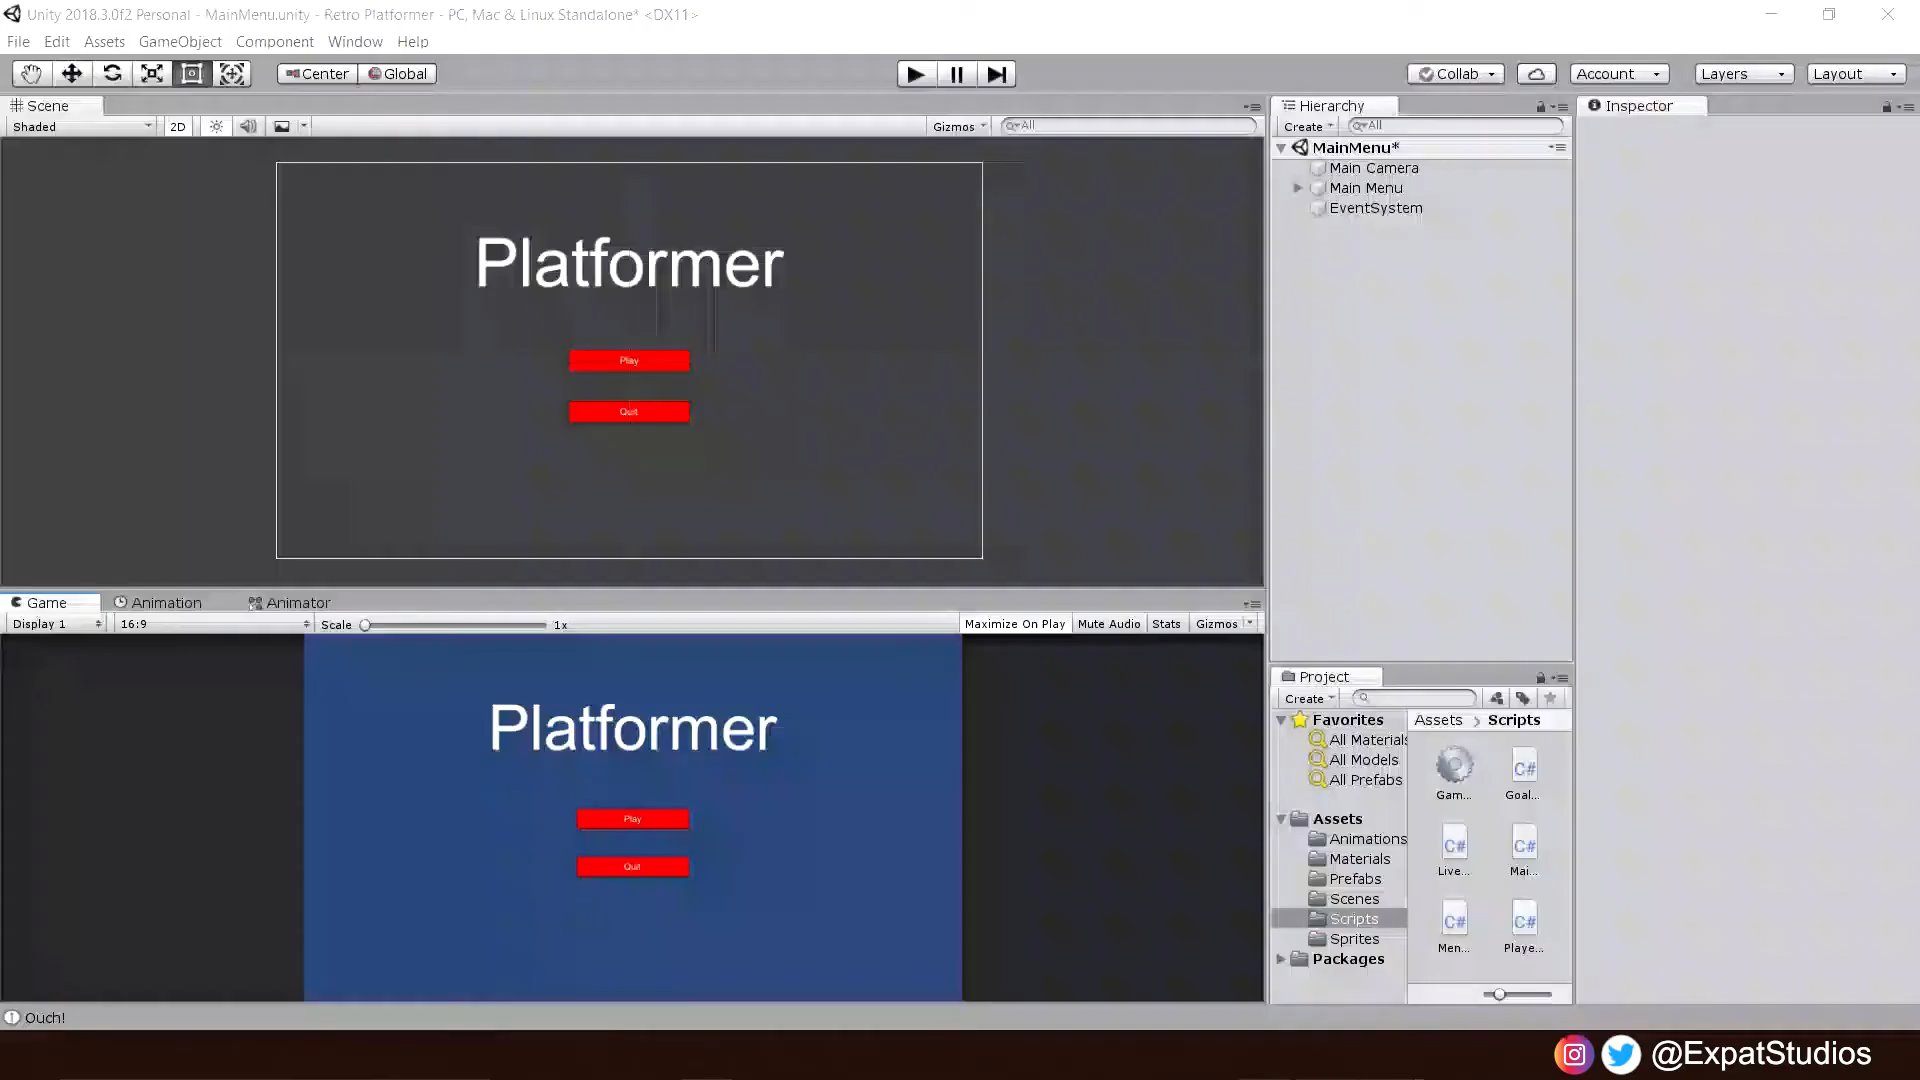 Unity 2018.3.0f2 Personal - MainMenu.unity - Retro Platformer - PC, Mac & Linux Standalone* <DX11>
File Edit Assets GameObject Component Window Help
Center Global
Collab Account Layers Layout
Scene
Shaded 2D Gizmos All
Platformer
Play
Quit
Hierarchy
Create All
MainMenu*
Main Camera
Main Menu
EventSystem
Inspector
Game Animation Animator
Display 1 16:9 Scale 1x Maximize On Play Mute Audio Stats Gizmos
Platformer
Play
Quit
Project
Create
Favorites
All Materials
All Models
All Prefabs
Assets
Animations
Materials
Prefabs
Scenes
Scripts
Sprites
Packages
Assets > Scripts
Gam... Goal...
C#
Live... Mai...
C# C#
Men... Playe...
C# C#
Ouch!
@ExpatStudios